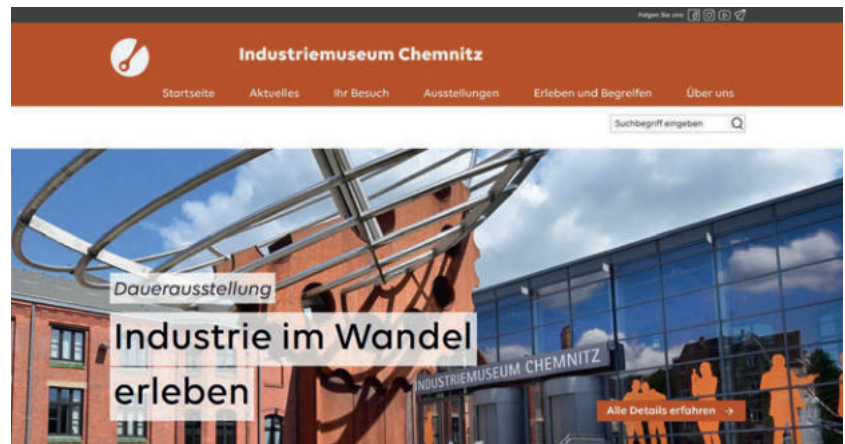 Folgen Sie uns:
Industriemuseum Chemnitz
Startseite Aktuelles Ihr Besuch Ausstellungen Erleben und Begreifen Über uns
Suchbegriff eingeben
Dauerausstellung
Industrie im Wandel
erleben
INDUSTRIEMUSEUM CHEMNITZ
Alle Details erfahren →